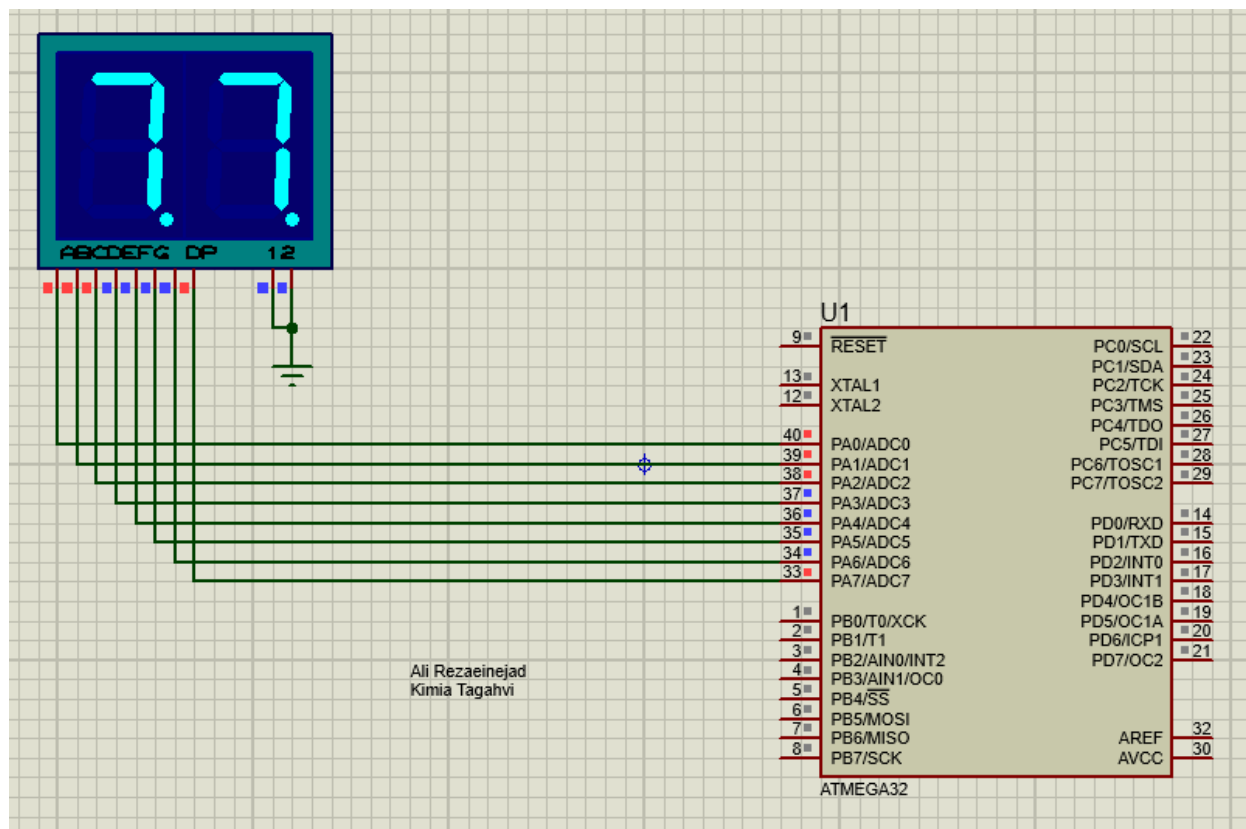 7.7.
ABCDEFG DP 12
U1
9 RESET
13 XTAL1
12 XTAL2
40 PA0/ADC0
39 PA1/ADC1
38 PA2/ADC2
37 PA3/ADC3
36 PA4/ADC4
35 PA5/ADC5
34 PA6/ADC6
33 PA7/ADC7
1 PB0/T0/XCK
2 PB1/T1
3 PB2/AIN0/INT2
4 PB3/AIN1/OC0
5 PB4/SS
6 PB5/MOSI
7 PB6/MISO
8 PB7/SCK
PC0/SCL 22
PC1/SDA 23
PC2/TCK 24
PC3/TMS 25
PC4/TDO 26
PC5/TDI 27
PC6/TOSC1 28
PC7/TOSC2 29
PD0/RXD 14
PD1/TXD 15
PD2/INT0 16
PD3/INT1 17
PD4/OC1B 18
PD5/OC1A 19
PD6/ICP1 20
PD7/OC2 21
AREF 32
AVCC 30
ATMEGA32
Ali Rezaeinejad
Kimia Tagahvi